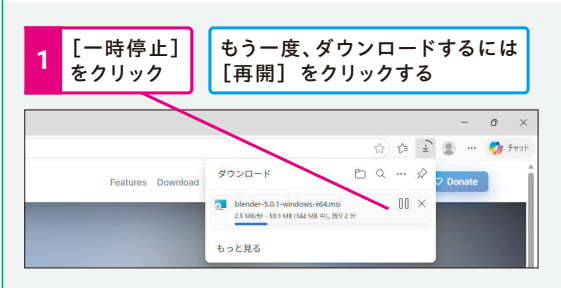 1
［一時停止］
をクリック
もう一度、ダウンロードするには
［再開］をクリックする
チャット
Features Download
ダウンロード
Donate
blender-5.0.1-windows-x64.msi
2.5 MB/秒 - 59.3 MB (344 MB 中)、残り 2 分
もっと見る